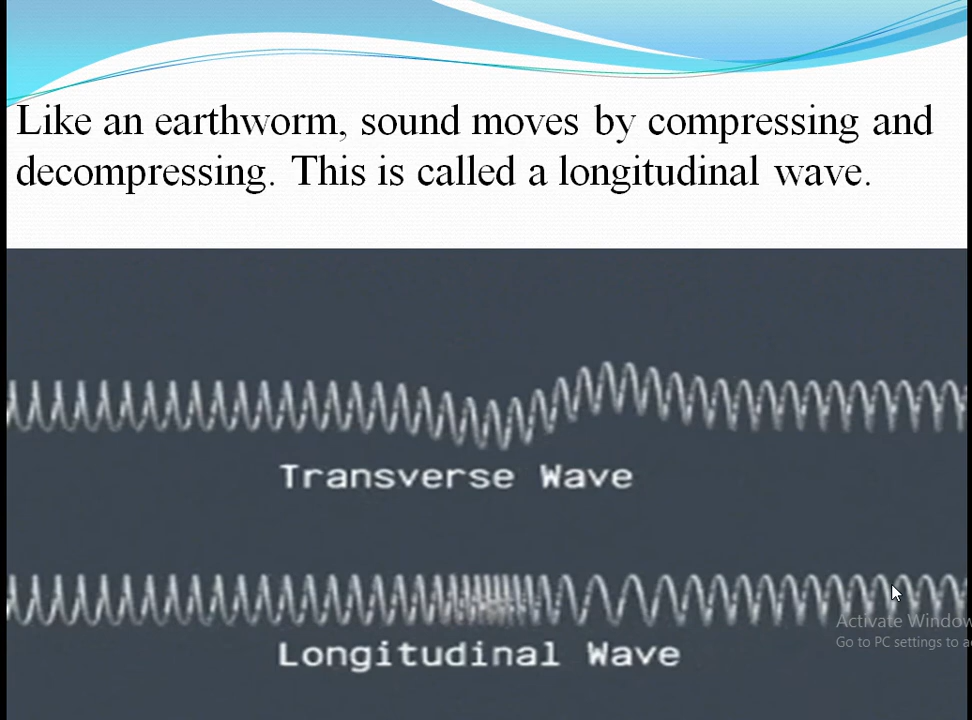 Like an earthworm, sound moves by compressing and
decompressing. This is called a longitudinal wave.
Transverse Wave
Longitudinal Wave
Activate Window
Go to PC settings to a